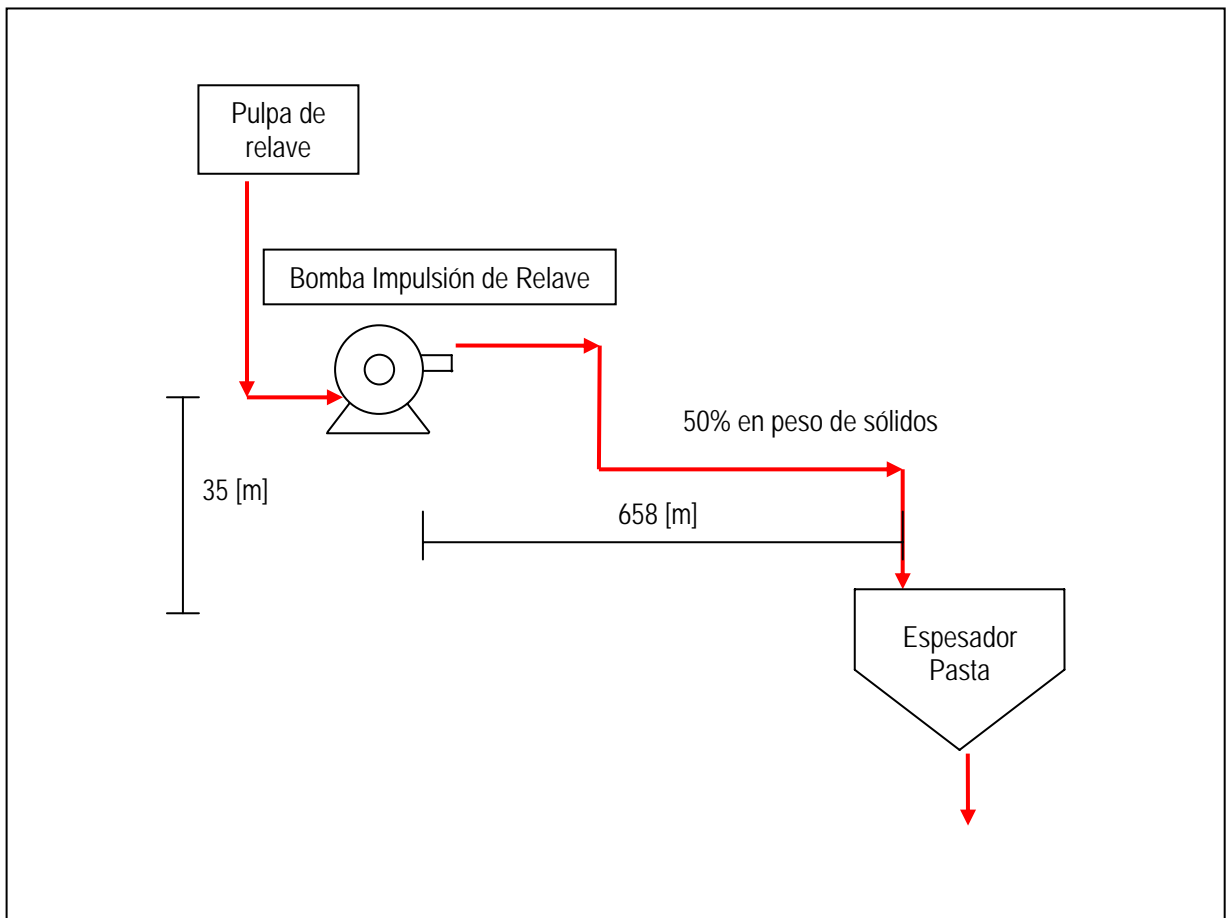 Pulpa de
relave
Bomba Impulsión de Relave
50% en peso de sólidos
35 [m]
658 [m]
Espesador
Pasta